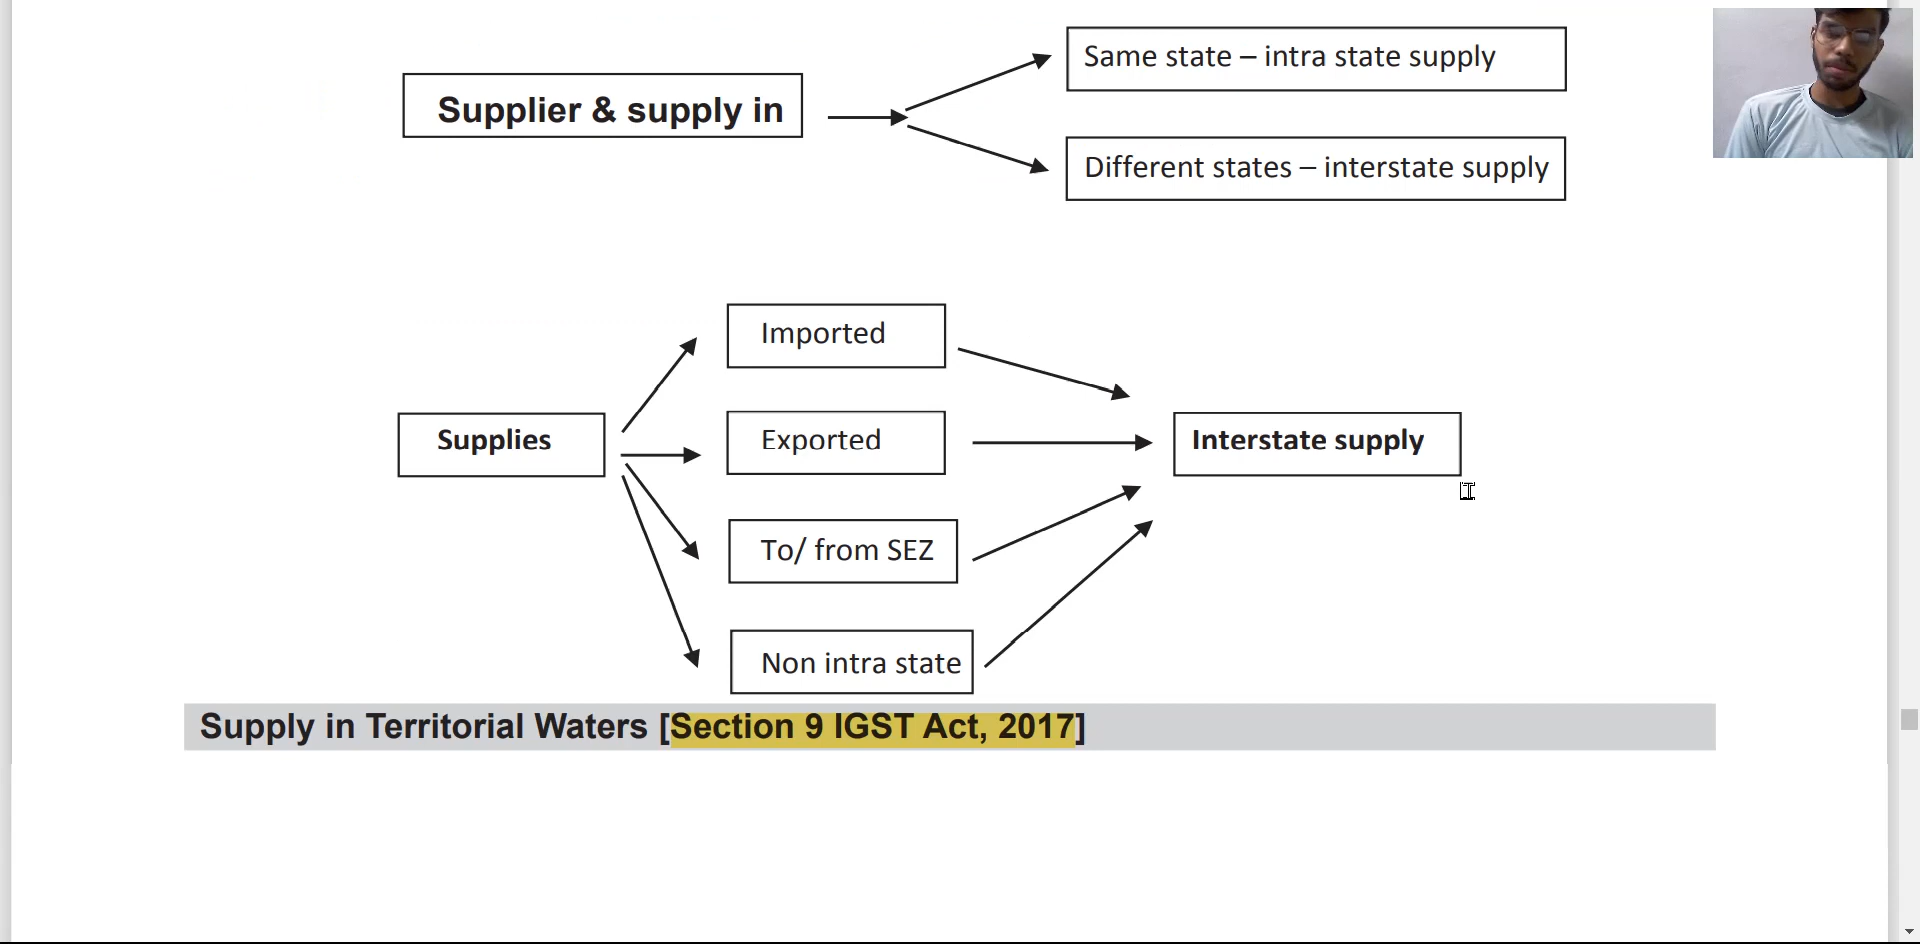 Same state – intra state supply
Supplier & supply in
Different states – interstate supply
Imported
Supplies
Exported
Interstate supply
To/ from SEZ
Non intra state
Supply in Territorial Waters [Section 9 IGST Act, 2017]